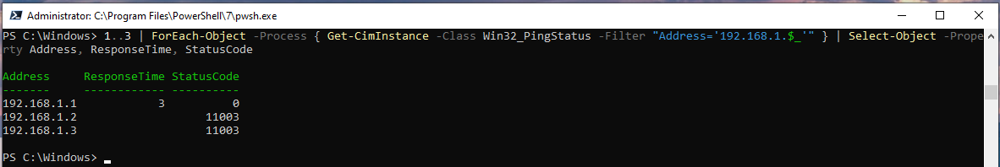 Administrator: C:\Program Files\PowerShell\7\pwsh.exe
PS C:\Windows> 1..3 | ForEach-Object -Process { Get-CimInstance -Class Win32_PingStatus -Filter "Address='192.168.1.$_'" } | Select-Object -Prope
rty Address, ResponseTime, StatusCode
Address     ResponseTime StatusCode
-------     ------------ ----------
192.168.1.1            3          0
192.168.1.2                   11003
192.168.1.3                   11003
PS C:\Windows>